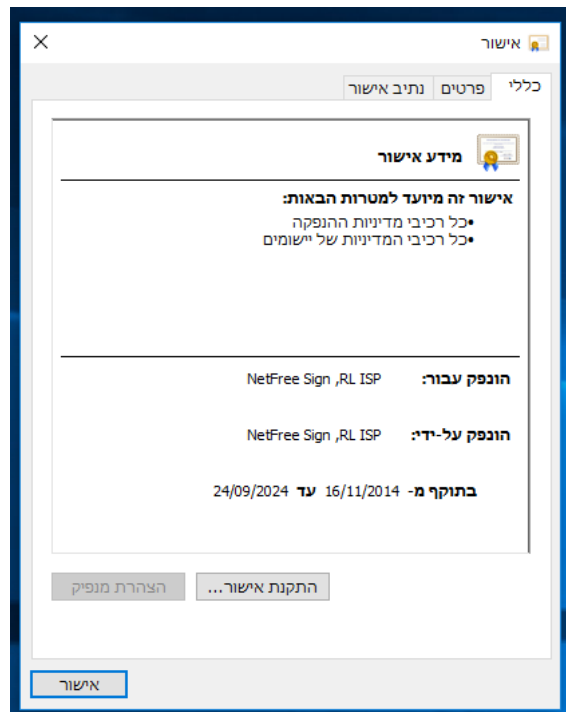 אישור
כללי פרטים נתיב אישור
מידע אישור
אישור זה מיועד למטרות הבאות:
•כל רכיבי מדיניות ההנפקה
•כל רכיבי המדיניות של יישומים
הונפק עבור: NetFree Sign ,RL ISP
הונפק על-ידי: NetFree Sign ,RL ISP
בתוקף מ- 16/11/2014 עד 24/09/2024
התקנת אישור... הצהרת מנפיק
אישור